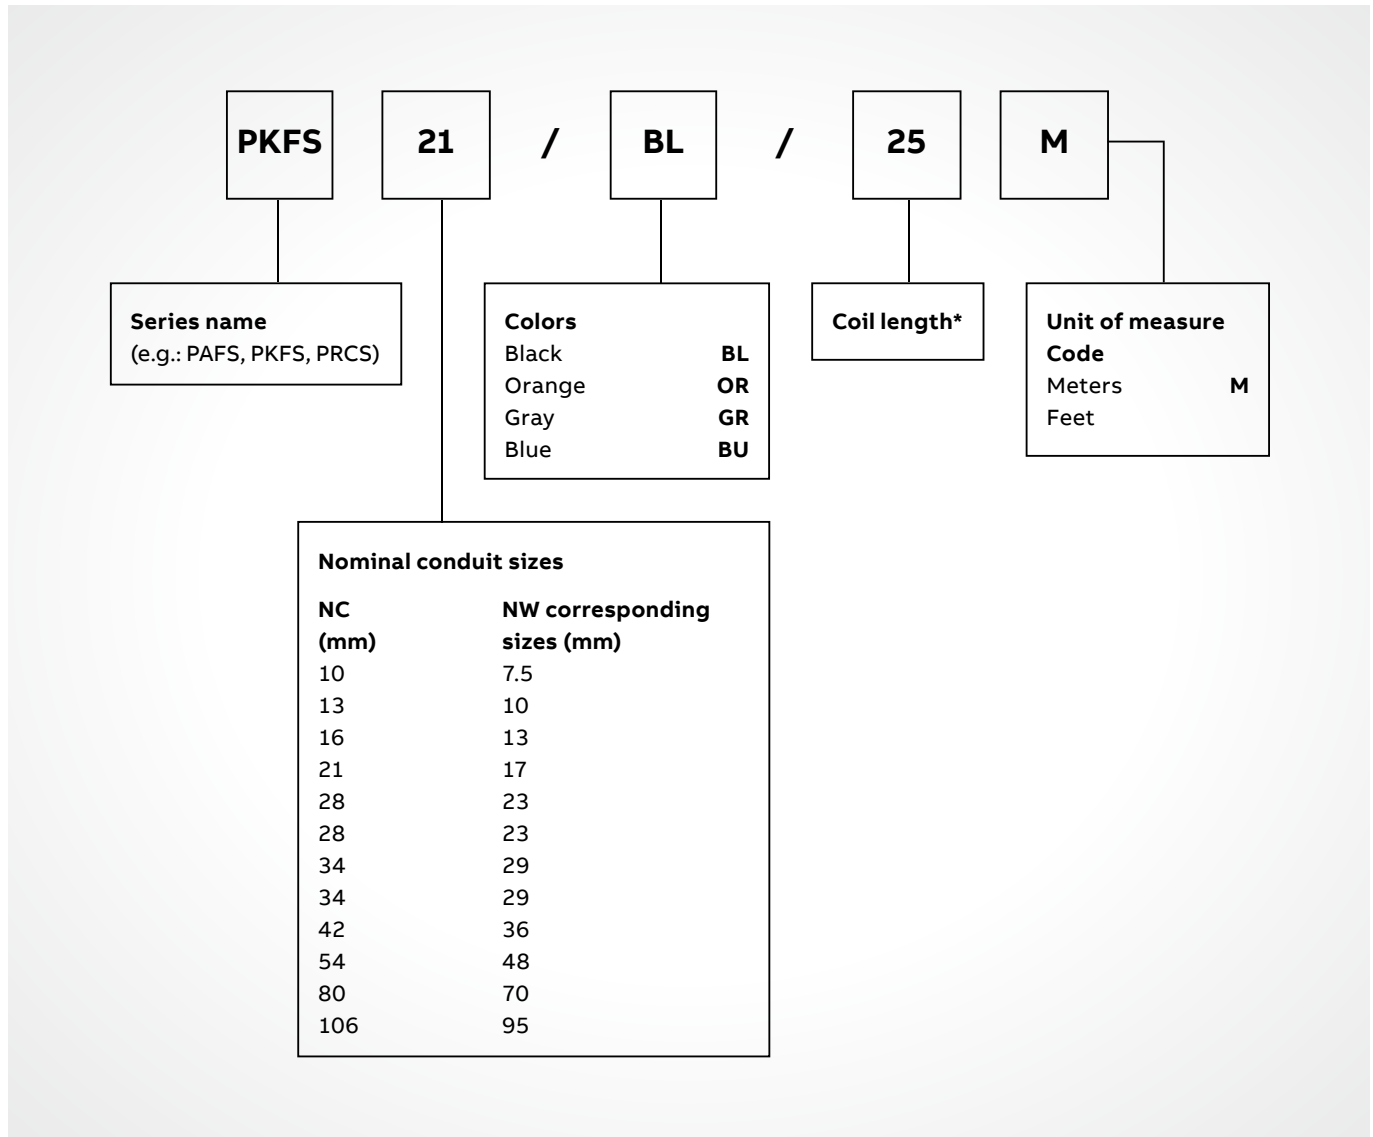 PKFS 21 / BL / 25 M
Series name
(e.g.: PAFS, PKFS, PRCS)
Colors
Black BL
Orange OR
Gray GR
Blue BU
Coil length*
Unit of measure
Code
Meters M
Feet
Nominal conduit sizes
NC NW corresponding
(mm) sizes (mm)
10 7.5
13 10
16 13
21 17
28 23
28 23
34 29
34 29
42 36
54 48
80 70
106 95